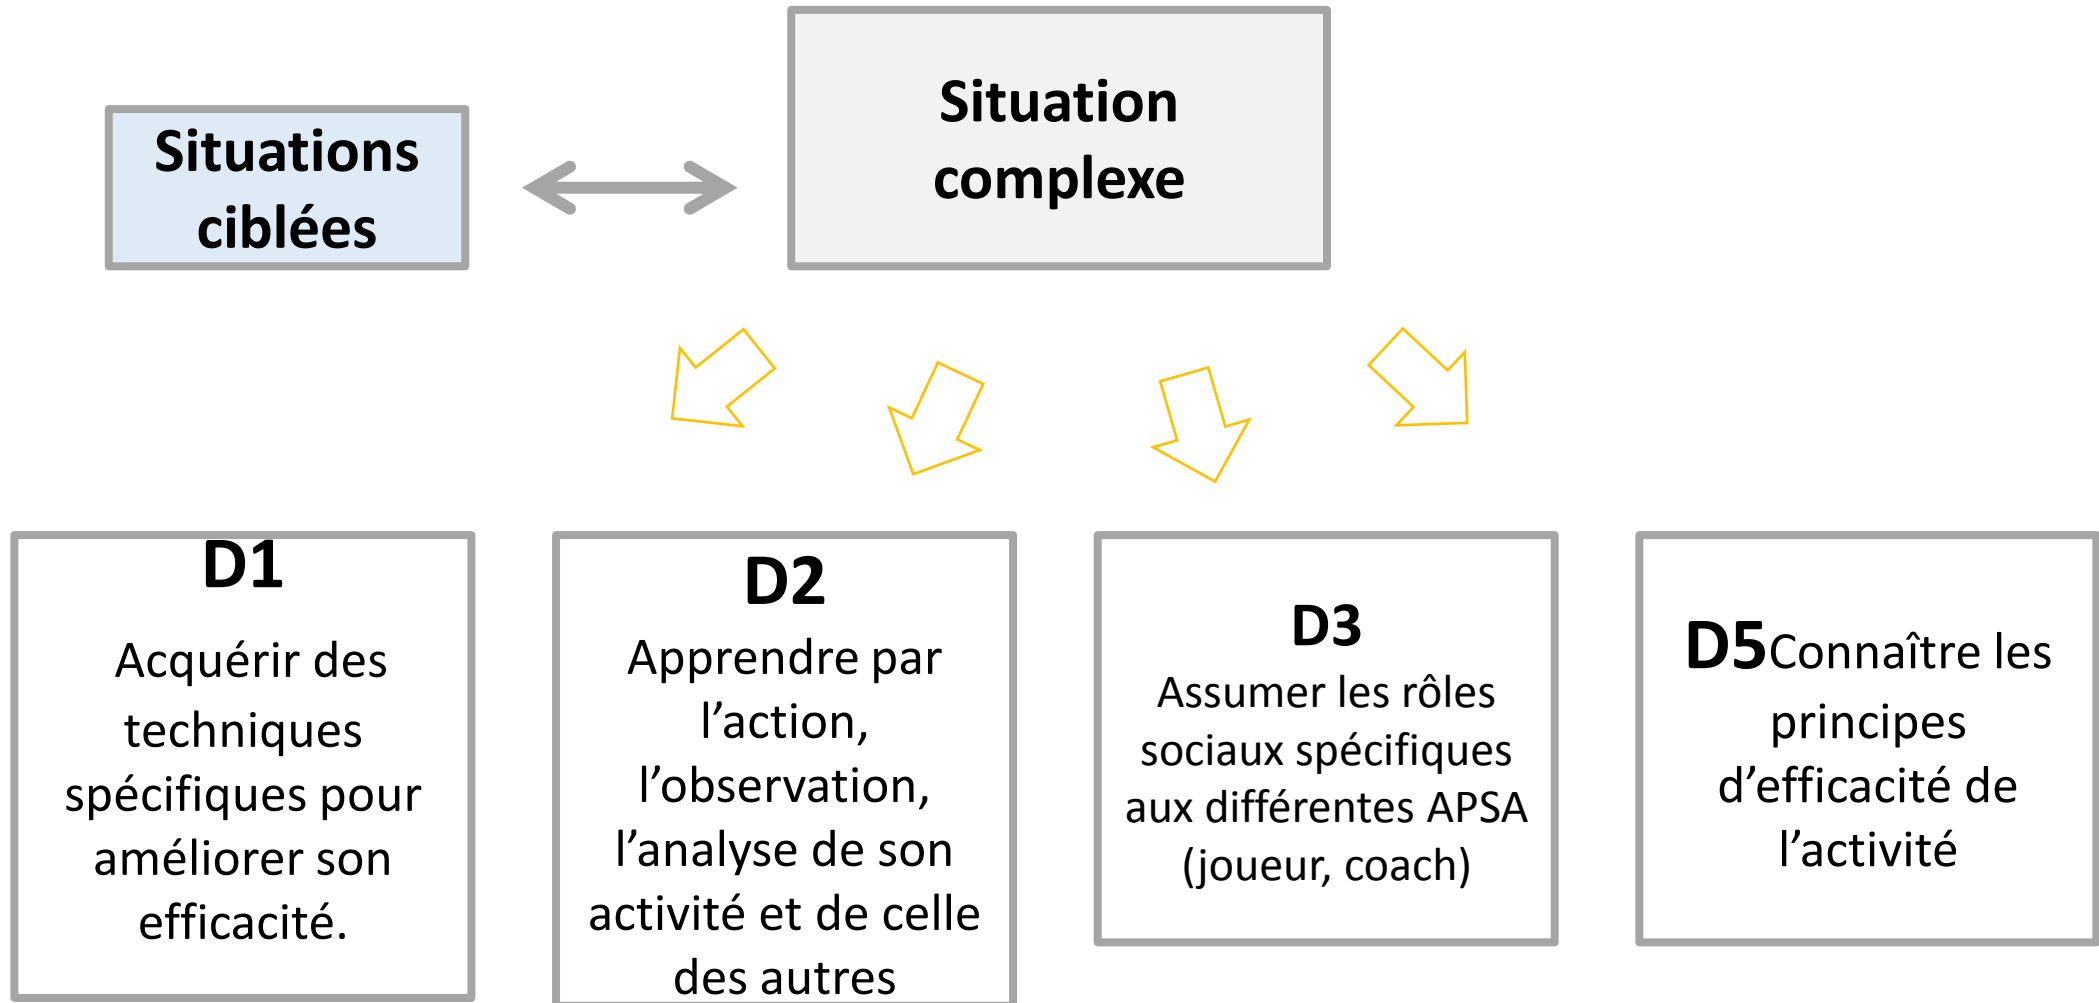 Situations
ciblées
Situation
complexe
D1
Acquérir des
techniques
spécifiques pour
améliorer son
efficacité.
D2
Apprendre par
l’action,
l’observation,
l’analyse de son
activité et de celle
des autres
D3
Assumer les rôles
sociaux spécifiques
aux différentes APSA
(joueur, coach)
D5Connaître les
principes
d’efficacité de
l’activité